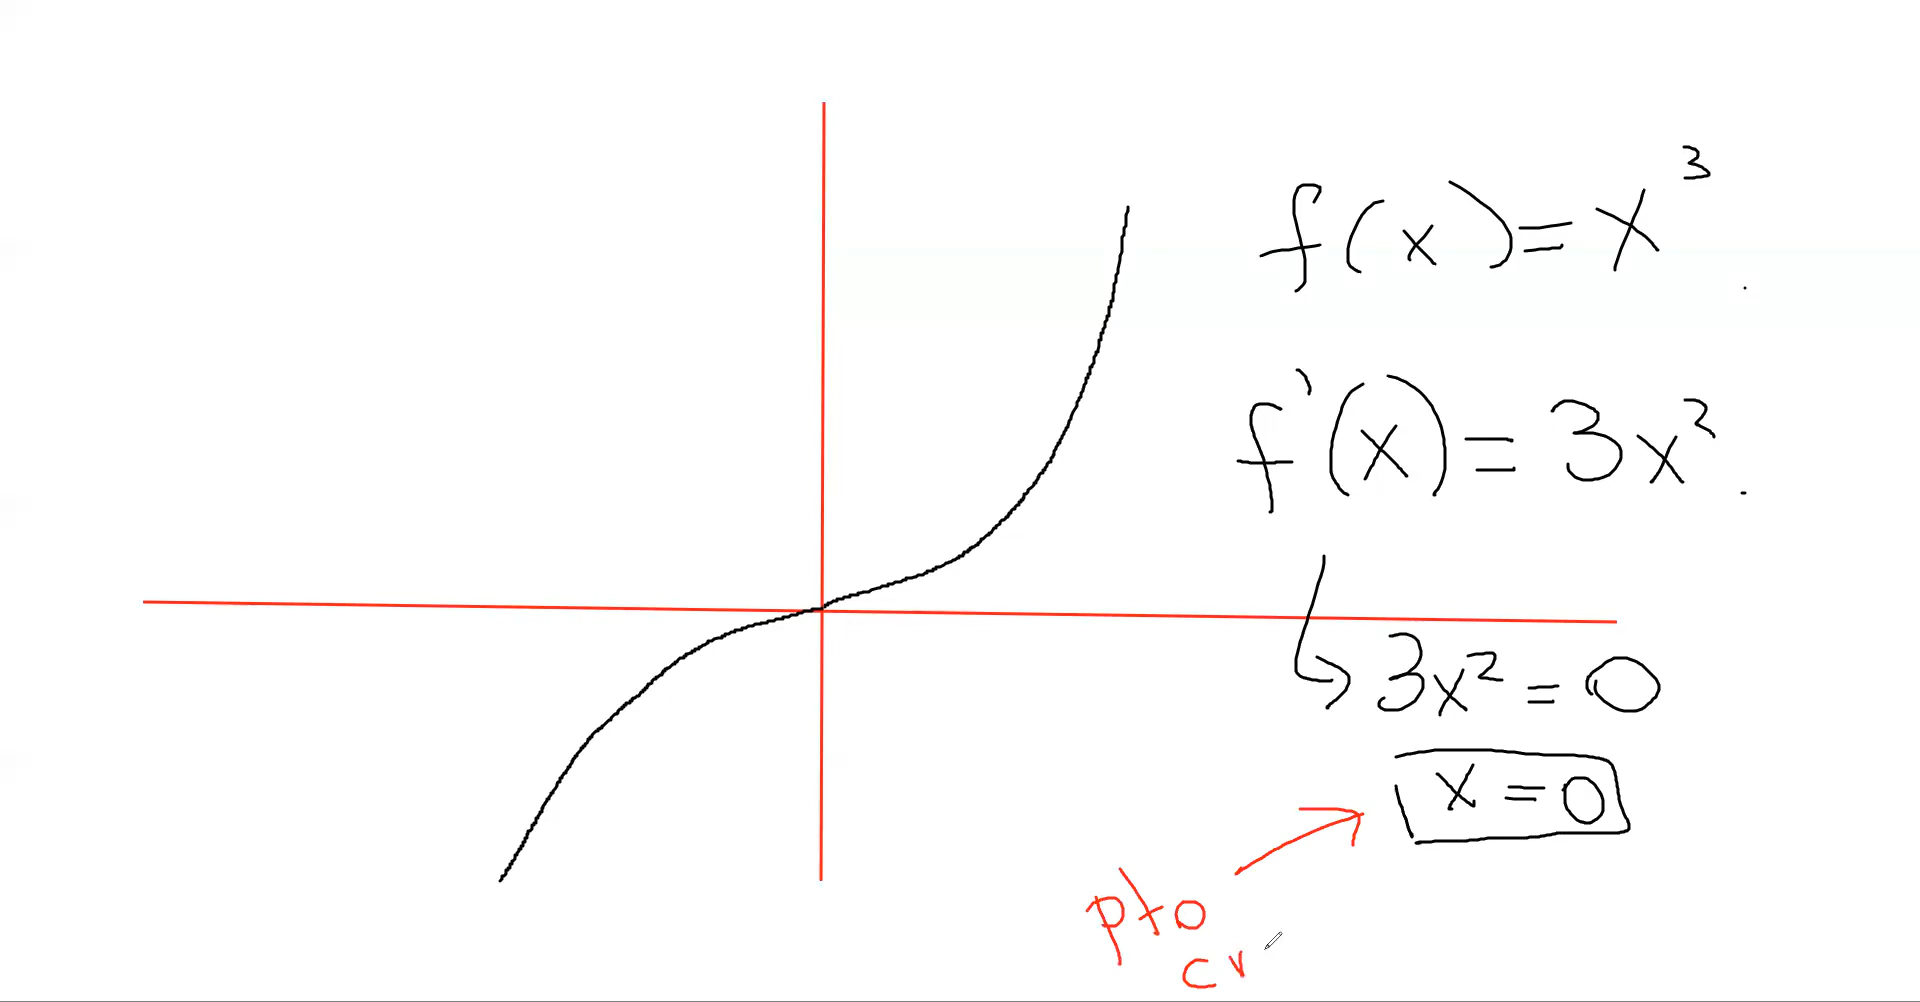 f(x) = x³
f'(x) = 3x²
3x² = 0
x = 0
pto
cr